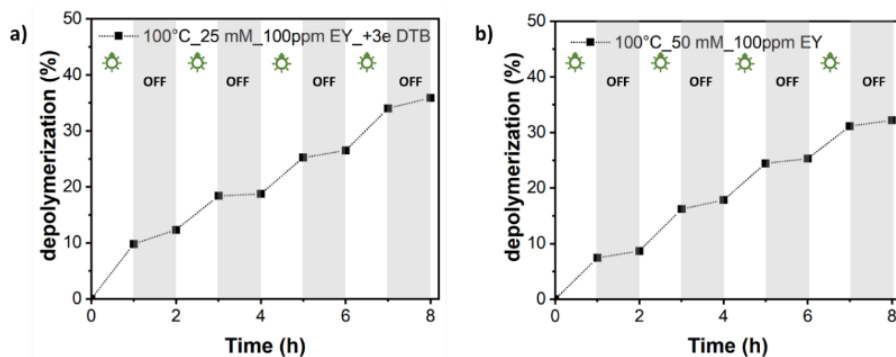 a)
100°C_25 mM_100ppm EY_+3e DTB
OFF OFF OFF OFF
50
40
30
20
10
0
depolymerization (%)
0 2 4 6 8
Time (h)
b)
100°C_50 mM_100ppm EY
OFF OFF OFF OFF
50
40
30
20
10
0
depolymerization (%)
0 2 4 6 8
Time (h)